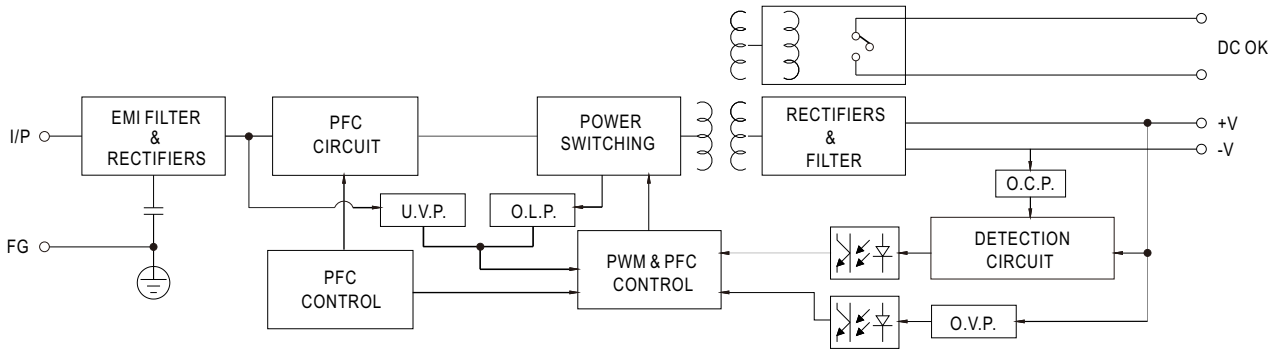 DC OK
I/P
EMI FILTER
&
RECTIFIERS
PFC
CIRCUIT
POWER
SWITCHING
RECTIFIERS
&
FILTER
+V
-V
U.V.P.
O.L.P.
O.C.P.
FG
PFC
CONTROL
PWM & PFC
CONTROL
DETECTION
CIRCUIT
O.V.P.